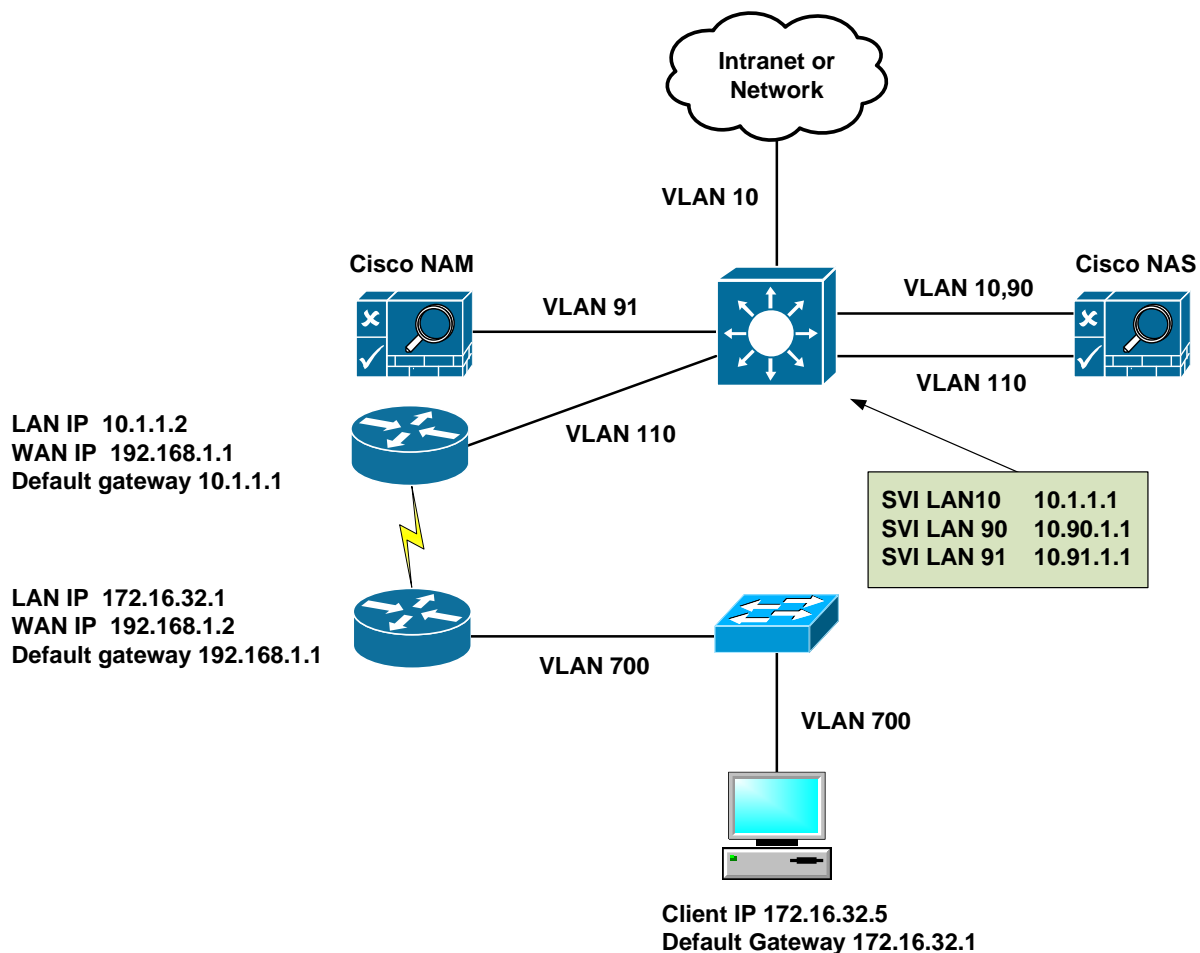 Intranet or
Network
VLAN 10
Cisco NAM
Cisco NAS
VLAN 91
VLAN 10,90
VLAN 110
VLAN 110
LAN IP 10.1.1.2
WAN IP 192.168.1.1
Default gateway 10.1.1.1
SVI LAN10 10.1.1.1
SVI LAN 90 10.90.1.1
SVI LAN 91 10.91.1.1
LAN IP 172.16.32.1
WAN IP 192.168.1.2
Default gateway 192.168.1.1
VLAN 700
VLAN 700
Client IP 172.16.32.5
Default Gateway 172.16.32.1